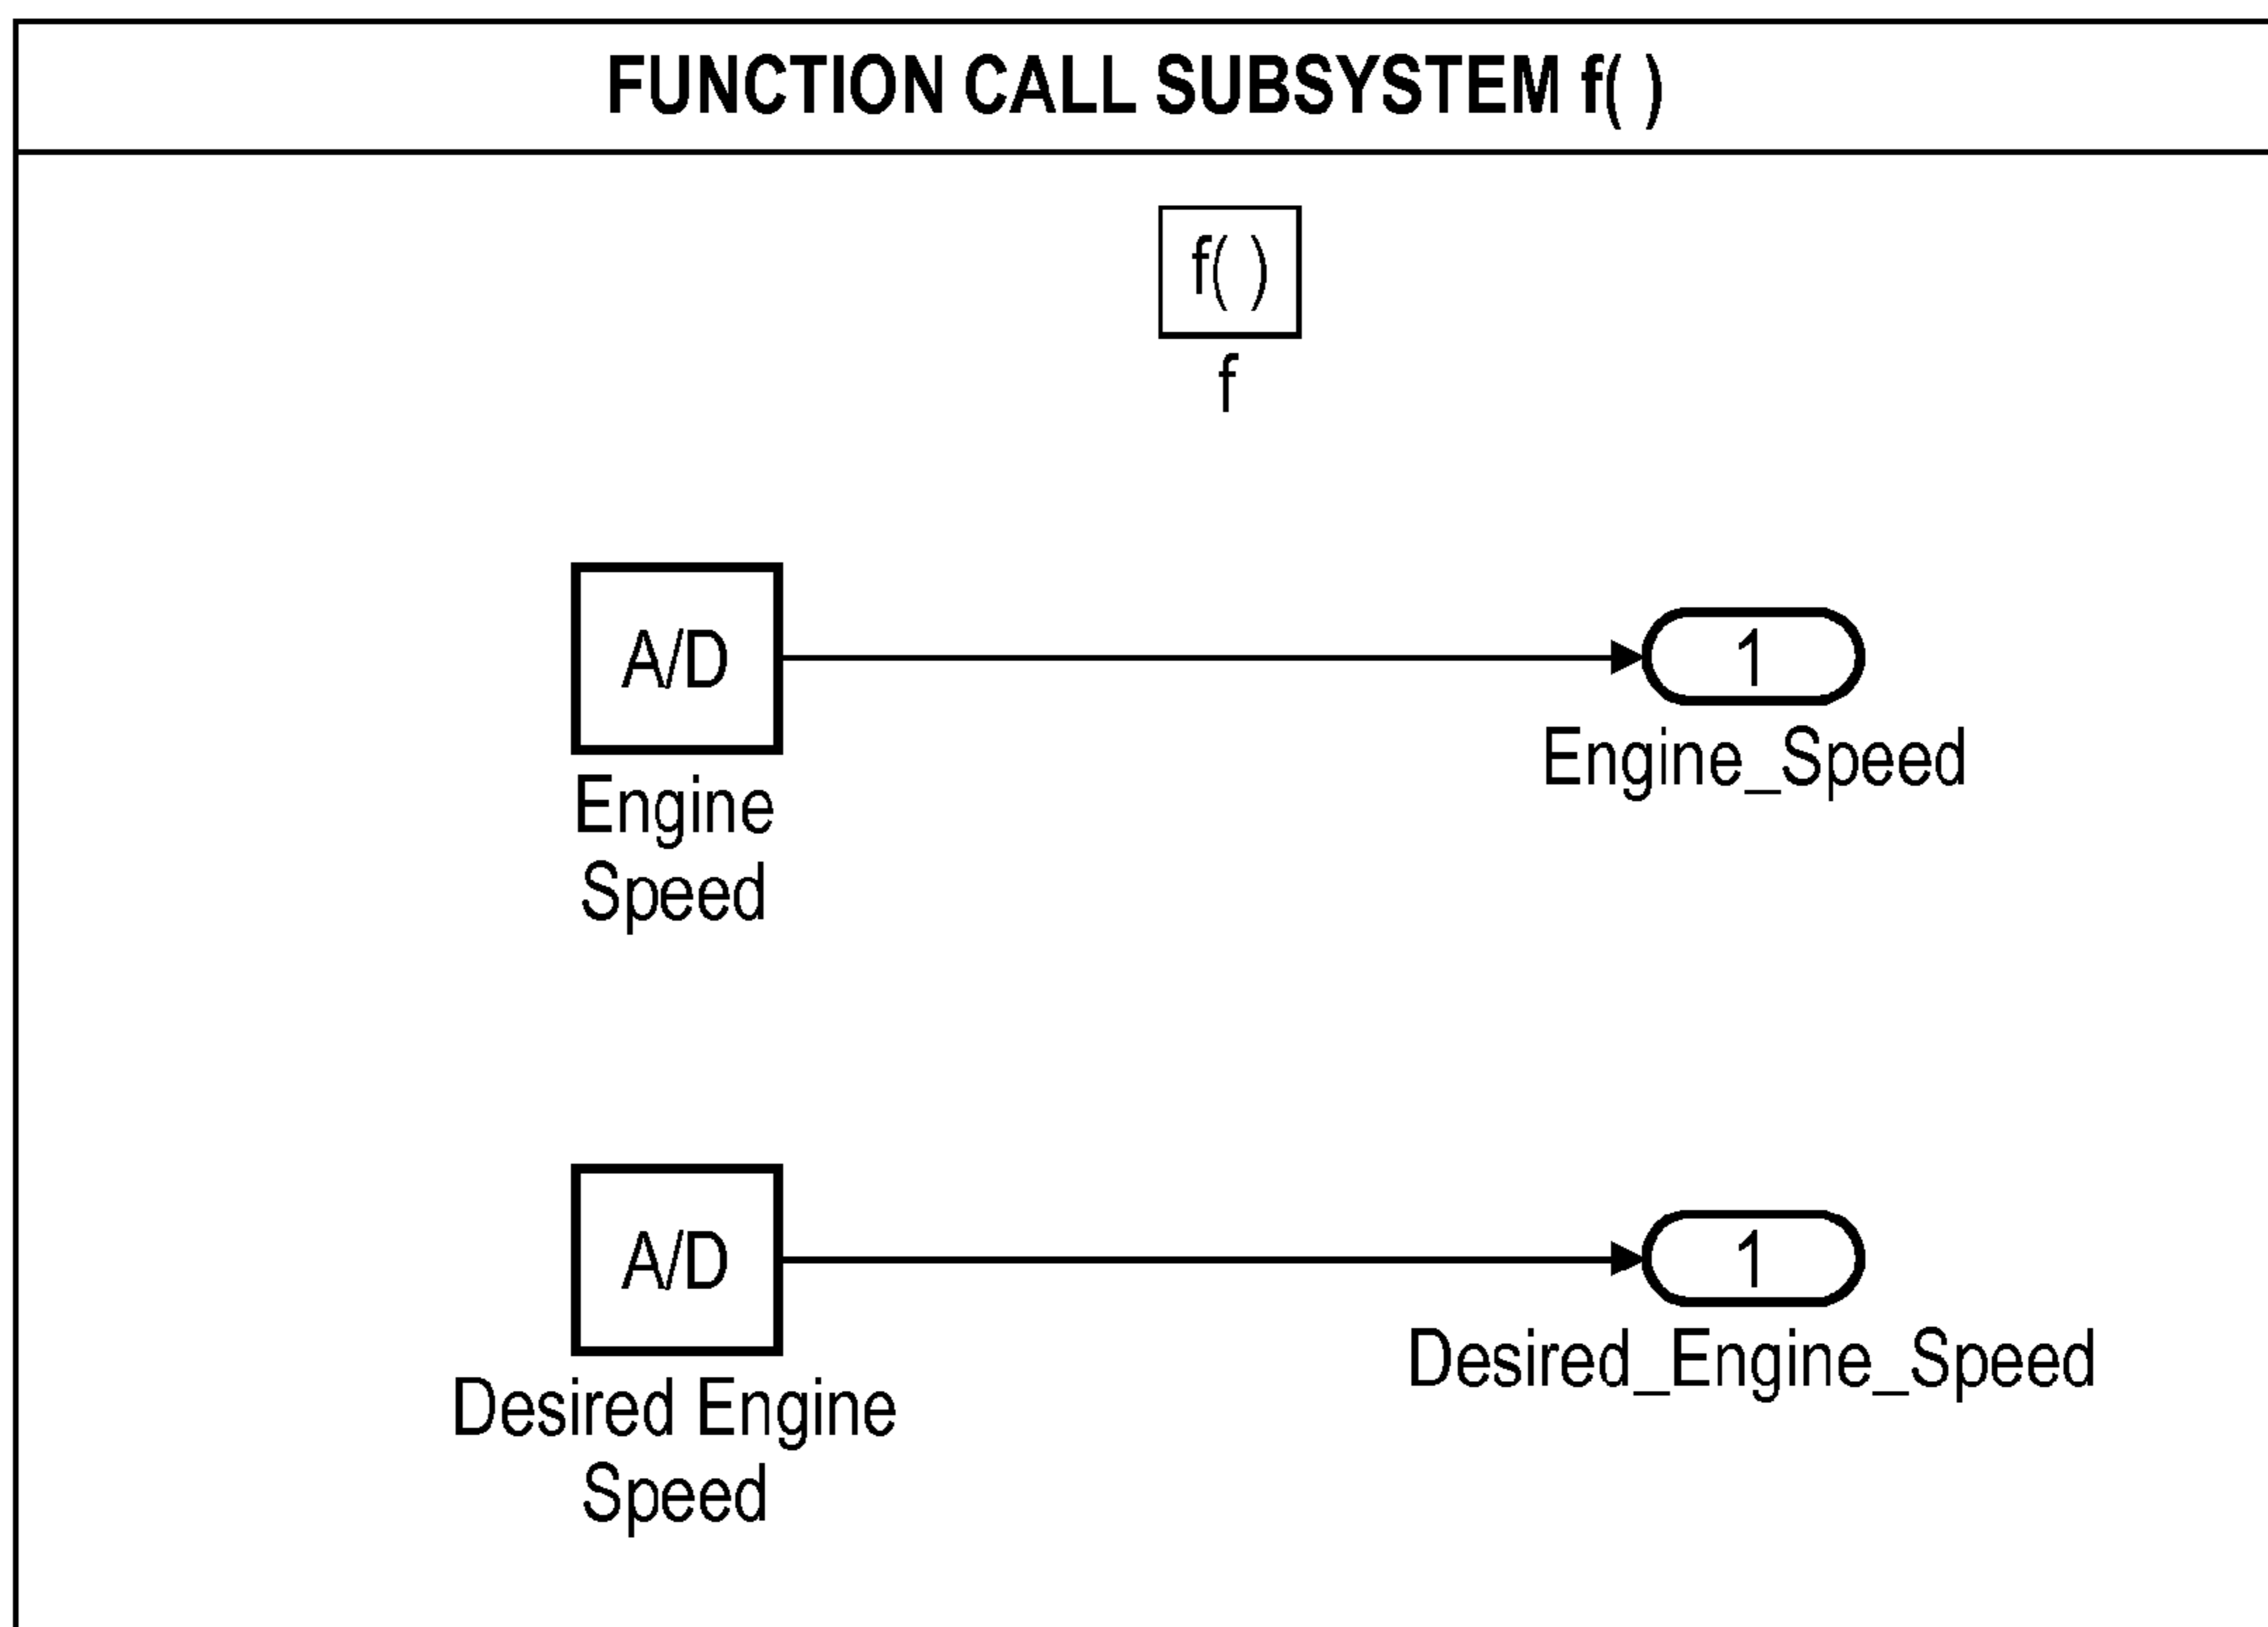 FUNCTION CALL SUBSYSTEM f( )
f( )
f
A/D
1
Engine
Speed
Engine_Speed
A/D
1
Desired Engine
Speed
Desired_Engine_Speed